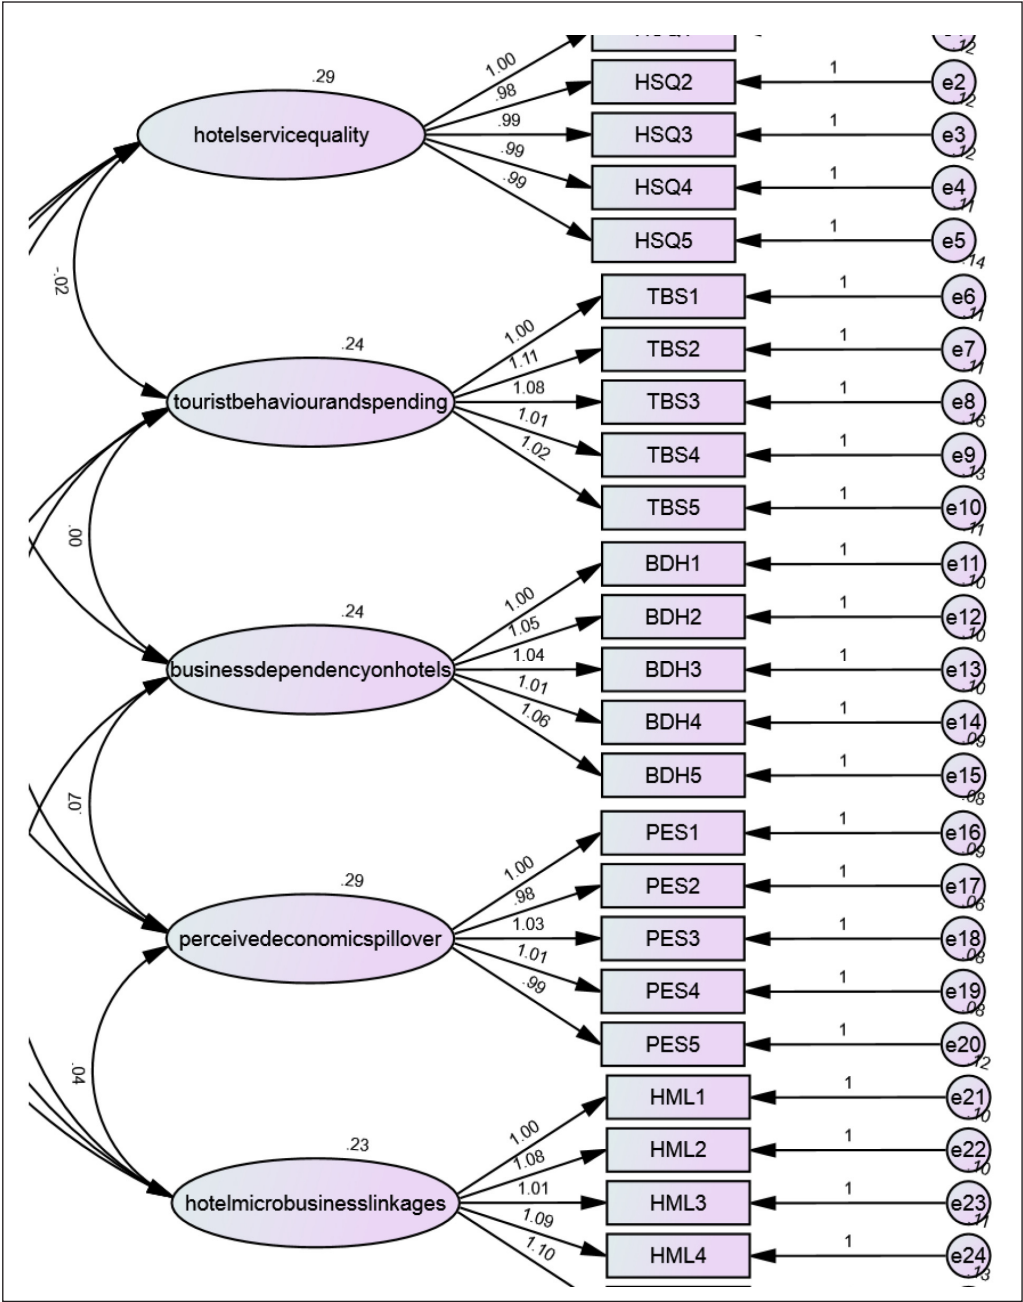 .29
hotelservicequality
1.00
.98
.99
.99
.99
.12
HSQ2
1
e2
.12
HSQ3
1
e3
.12
HSQ4
1
e4
.11
HSQ5
1
e5
-.02
.14
.24
touristbehaviourandspending
1.00
1.11
1.08
1.01
1.02
TBS1
1
e6
.11
TBS2
1
e7
.11
TBS3
1
e8
.16
TBS4
1
e9
.13
TBS5
1
e10
.00
.11
.24
businessdependencyonhotels
1.00
1.05
1.04
1.01
1.06
BDH1
1
e11
.10
BDH2
1
e12
.10
BDH3
1
e13
.10
BDH4
1
e14
.09
BDH5
1
e15
.07
.08
.29
perceivedeconomicspillover
1.00
.98
1.03
1.01
.99
PES1
1
e16
.09
PES2
1
e17
.06
PES3
1
e18
.08
PES4
1
e19
.08
PES5
1
e20
.04
.12
.23
hotelmicrobusinesslinkages
1.00
1.08
1.01
1.09
1.10
HML1
1
e21
.10
HML2
1
e22
.10
HML3
1
e23
.11
HML4
1
e24
.13